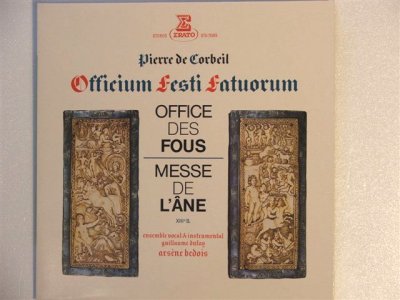 ERATO
Pierre de Corbeil
Officium Festi Fatuorum
OFFICE
DES
FOUS
MESSE
DE
L'ÂNE
XIIIe S.
ensemble vocal & instrumental
guillaume dufay
arsène bedois